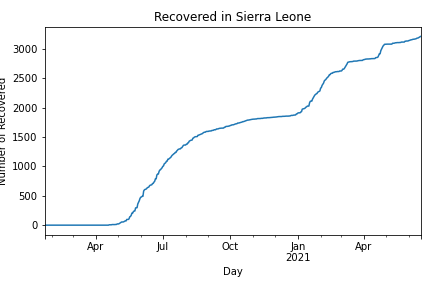 Recovered in Sierra Leone
Number of Recovered
3000
2500
2000
1500
1000
500
0
Apr
Jul
Oct
Jan
2021
Apr
Day